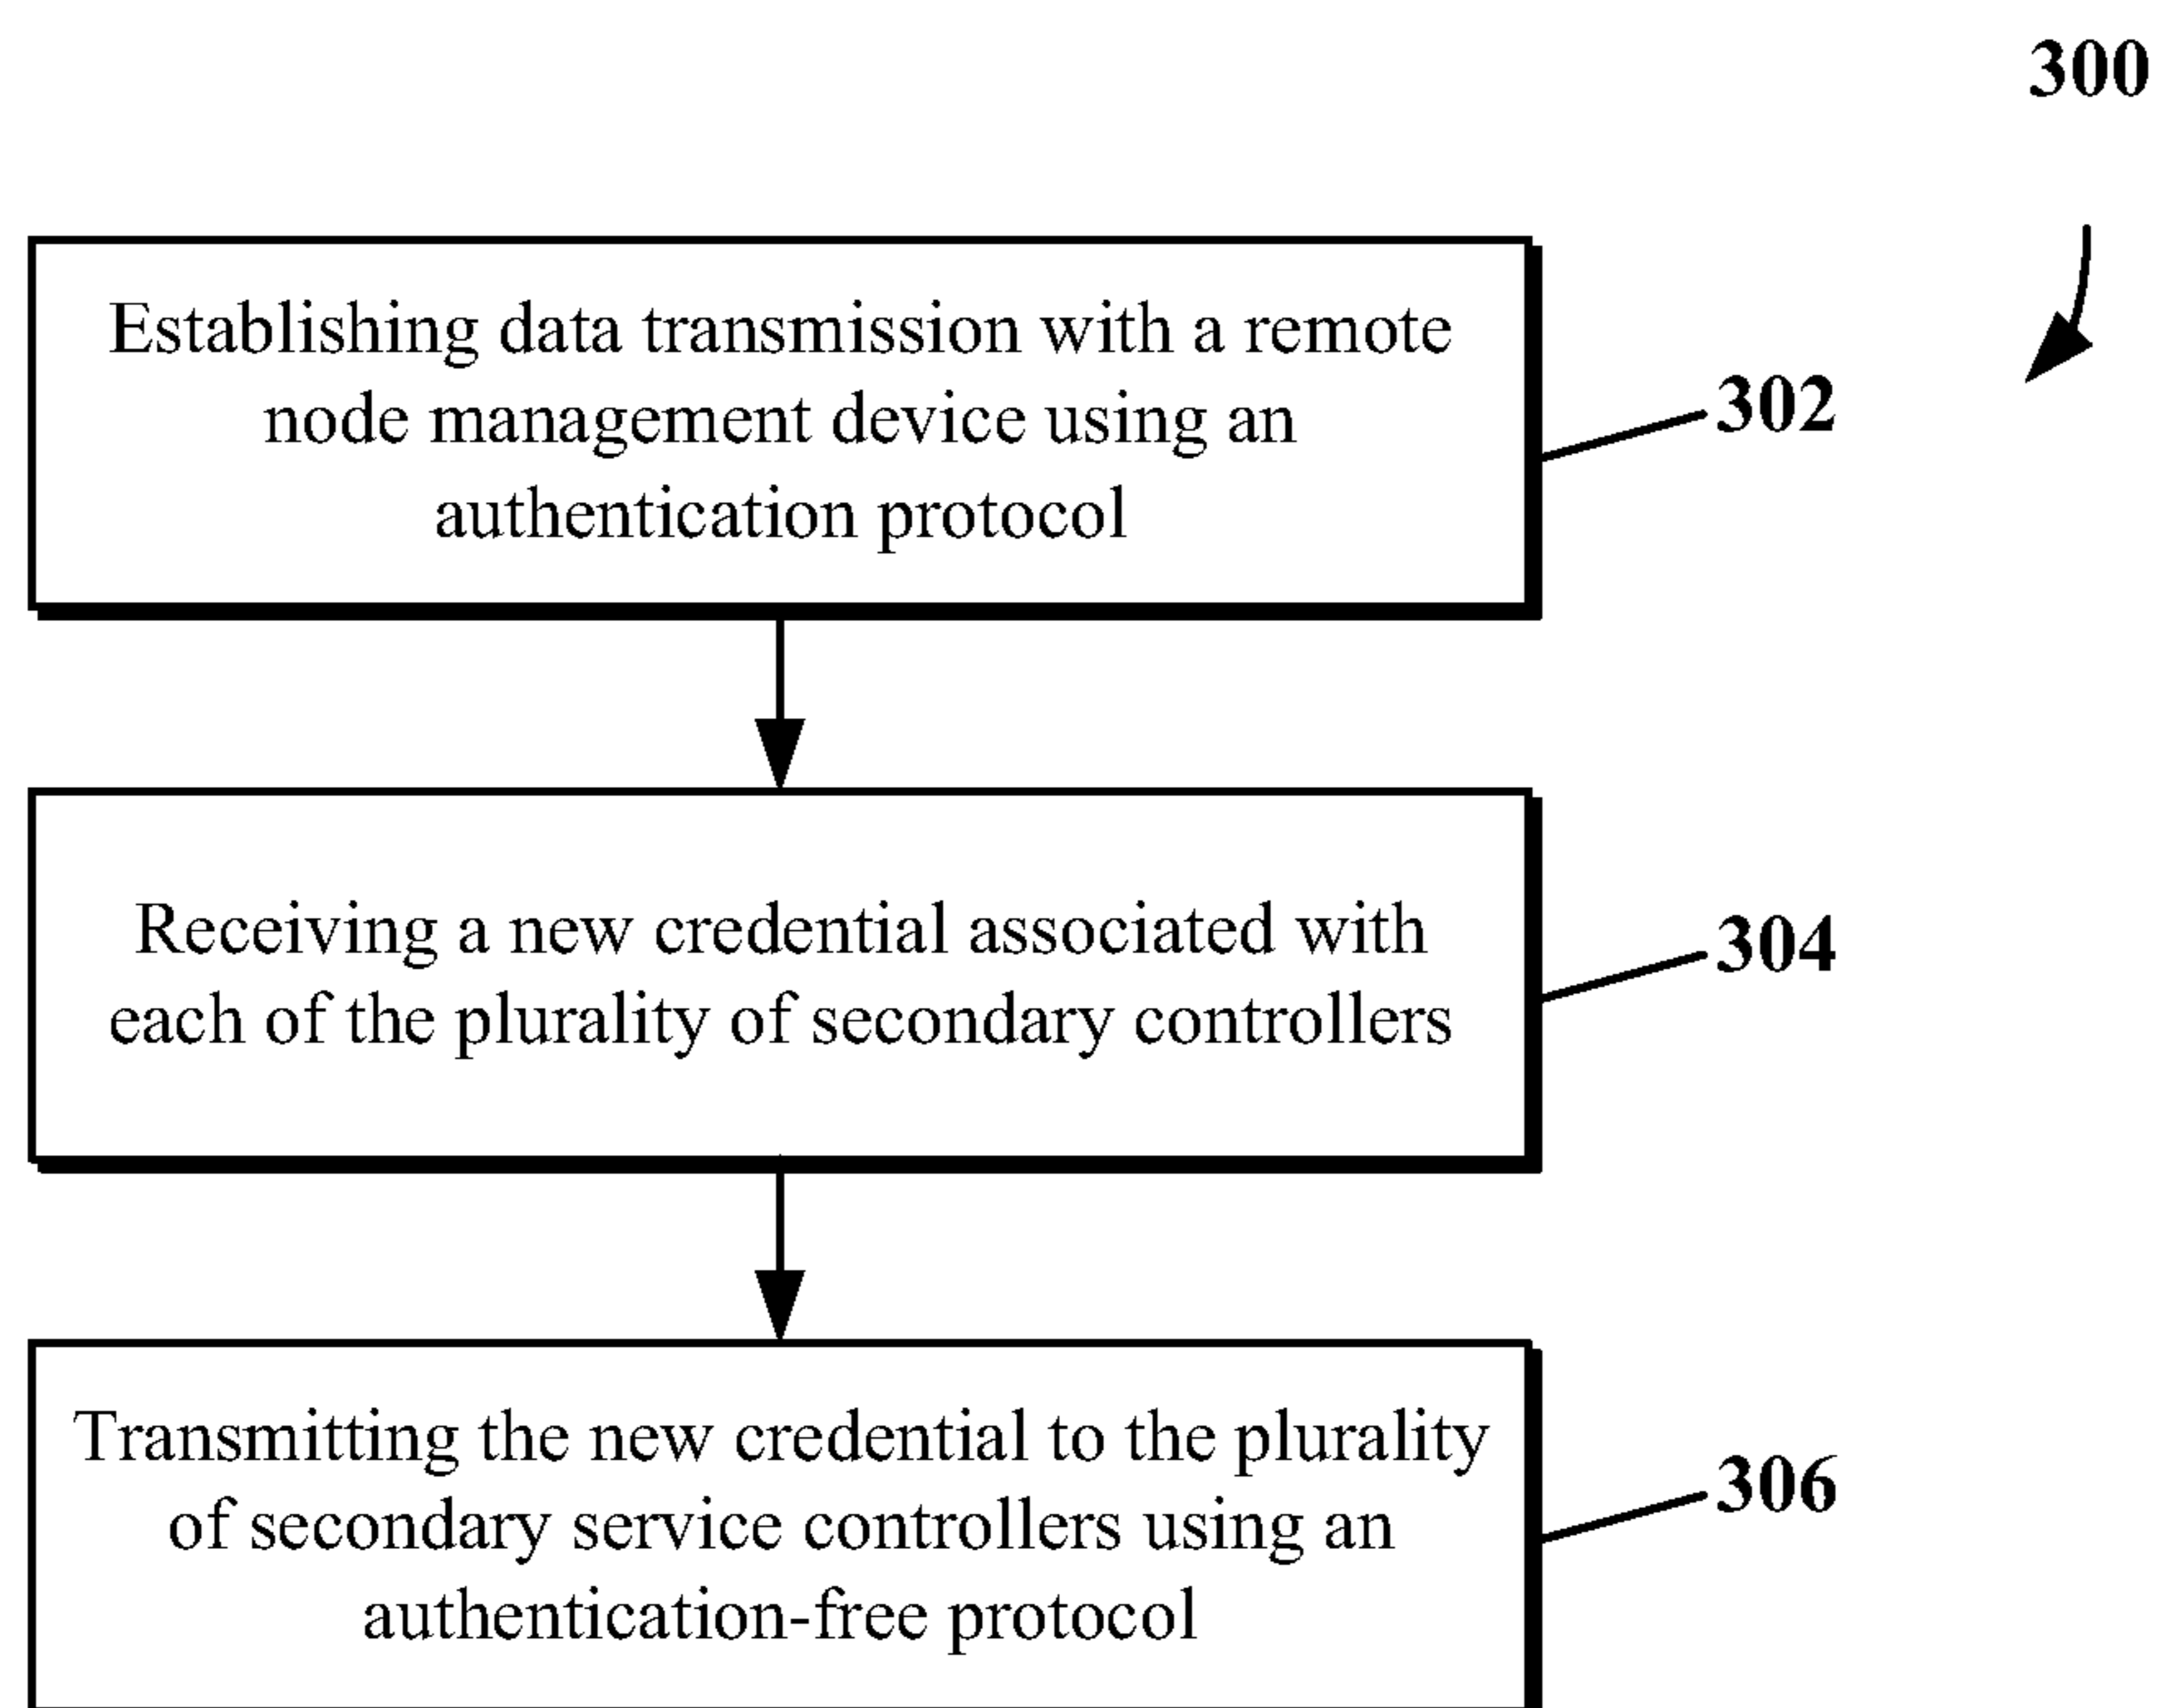 300
Establishing data transmission with a remote
node management device using an
authentication protocol
302
Receiving a new credential associated with
each of the plurality of secondary controllers
304
Transmitting the new credential to the plurality
of secondary service controllers using an
authentication-free protocol
306